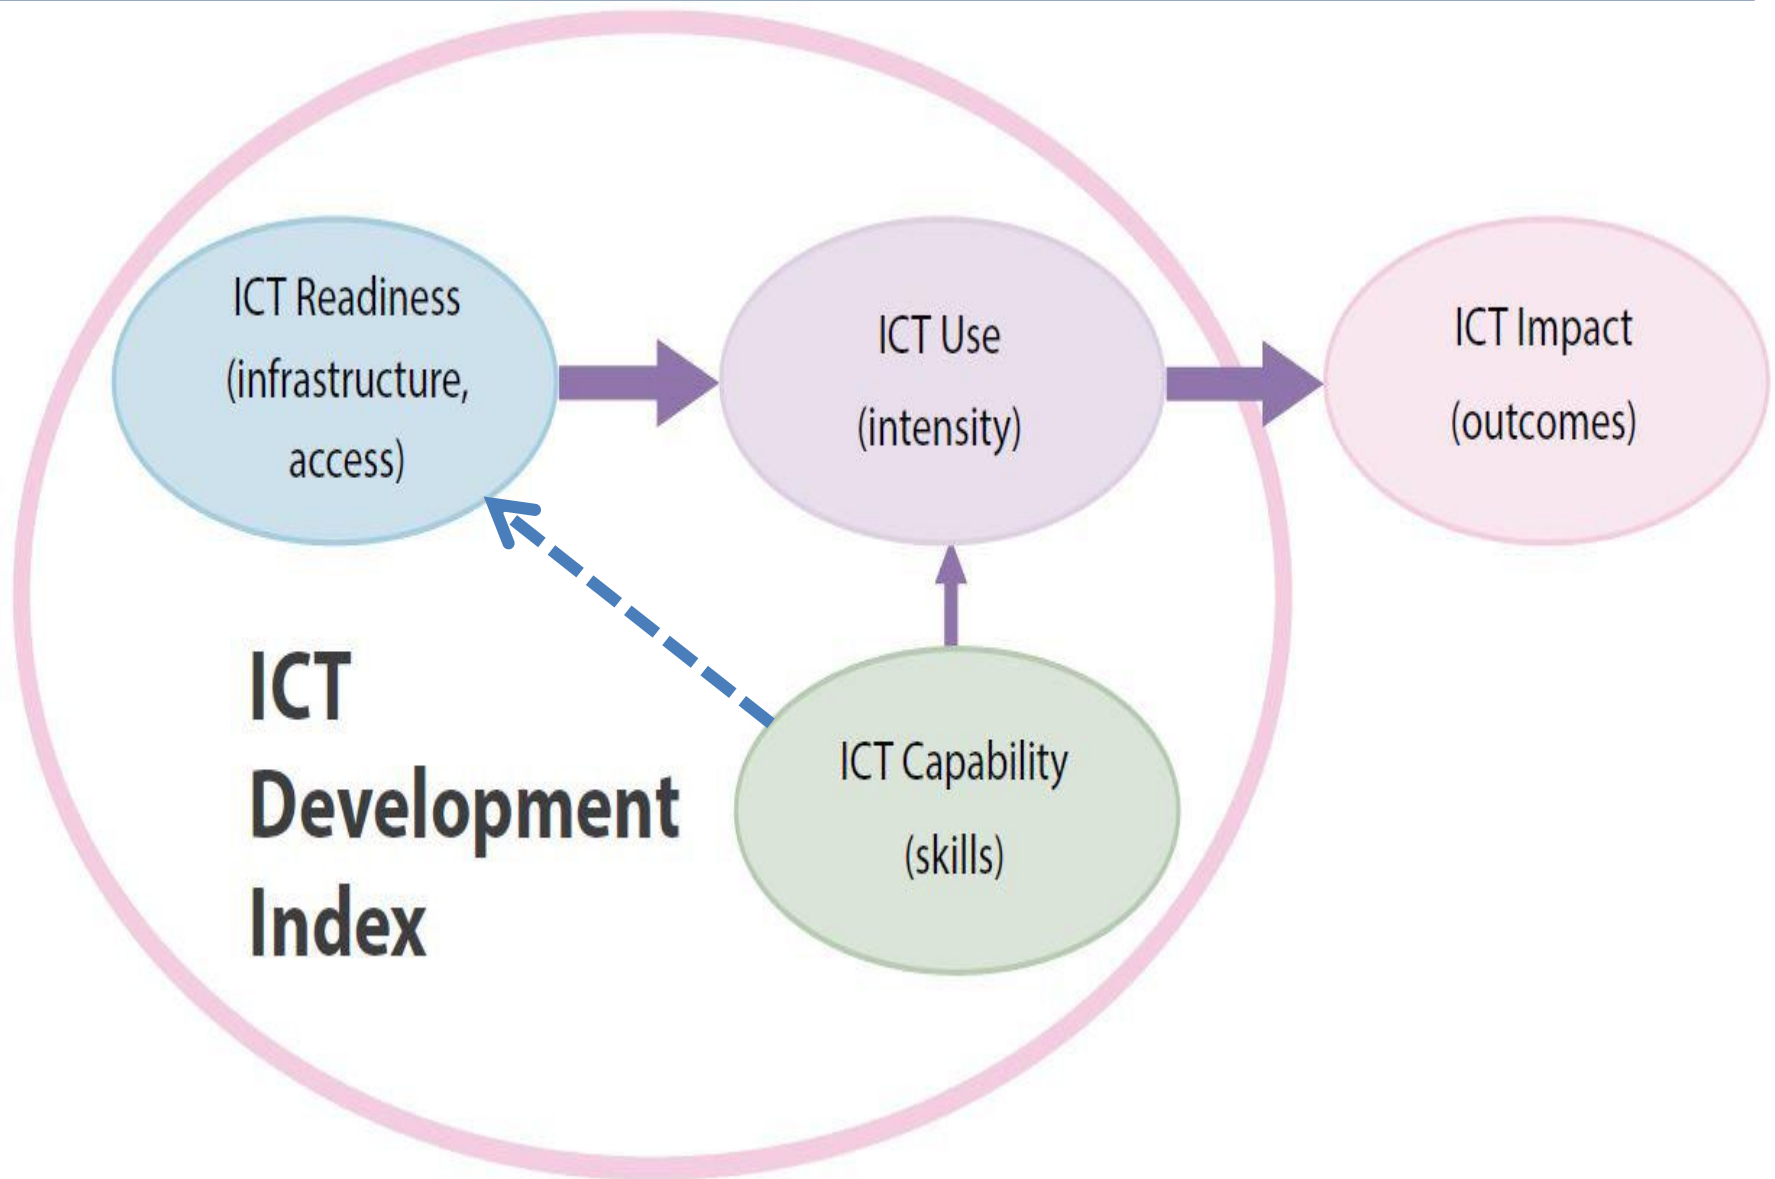 ICT Readiness
(infrastructure,
access)
ICT Use
(intensity)
ICT Impact
(outcomes)
ICT
Development
Index
ICT Capability
(skills)